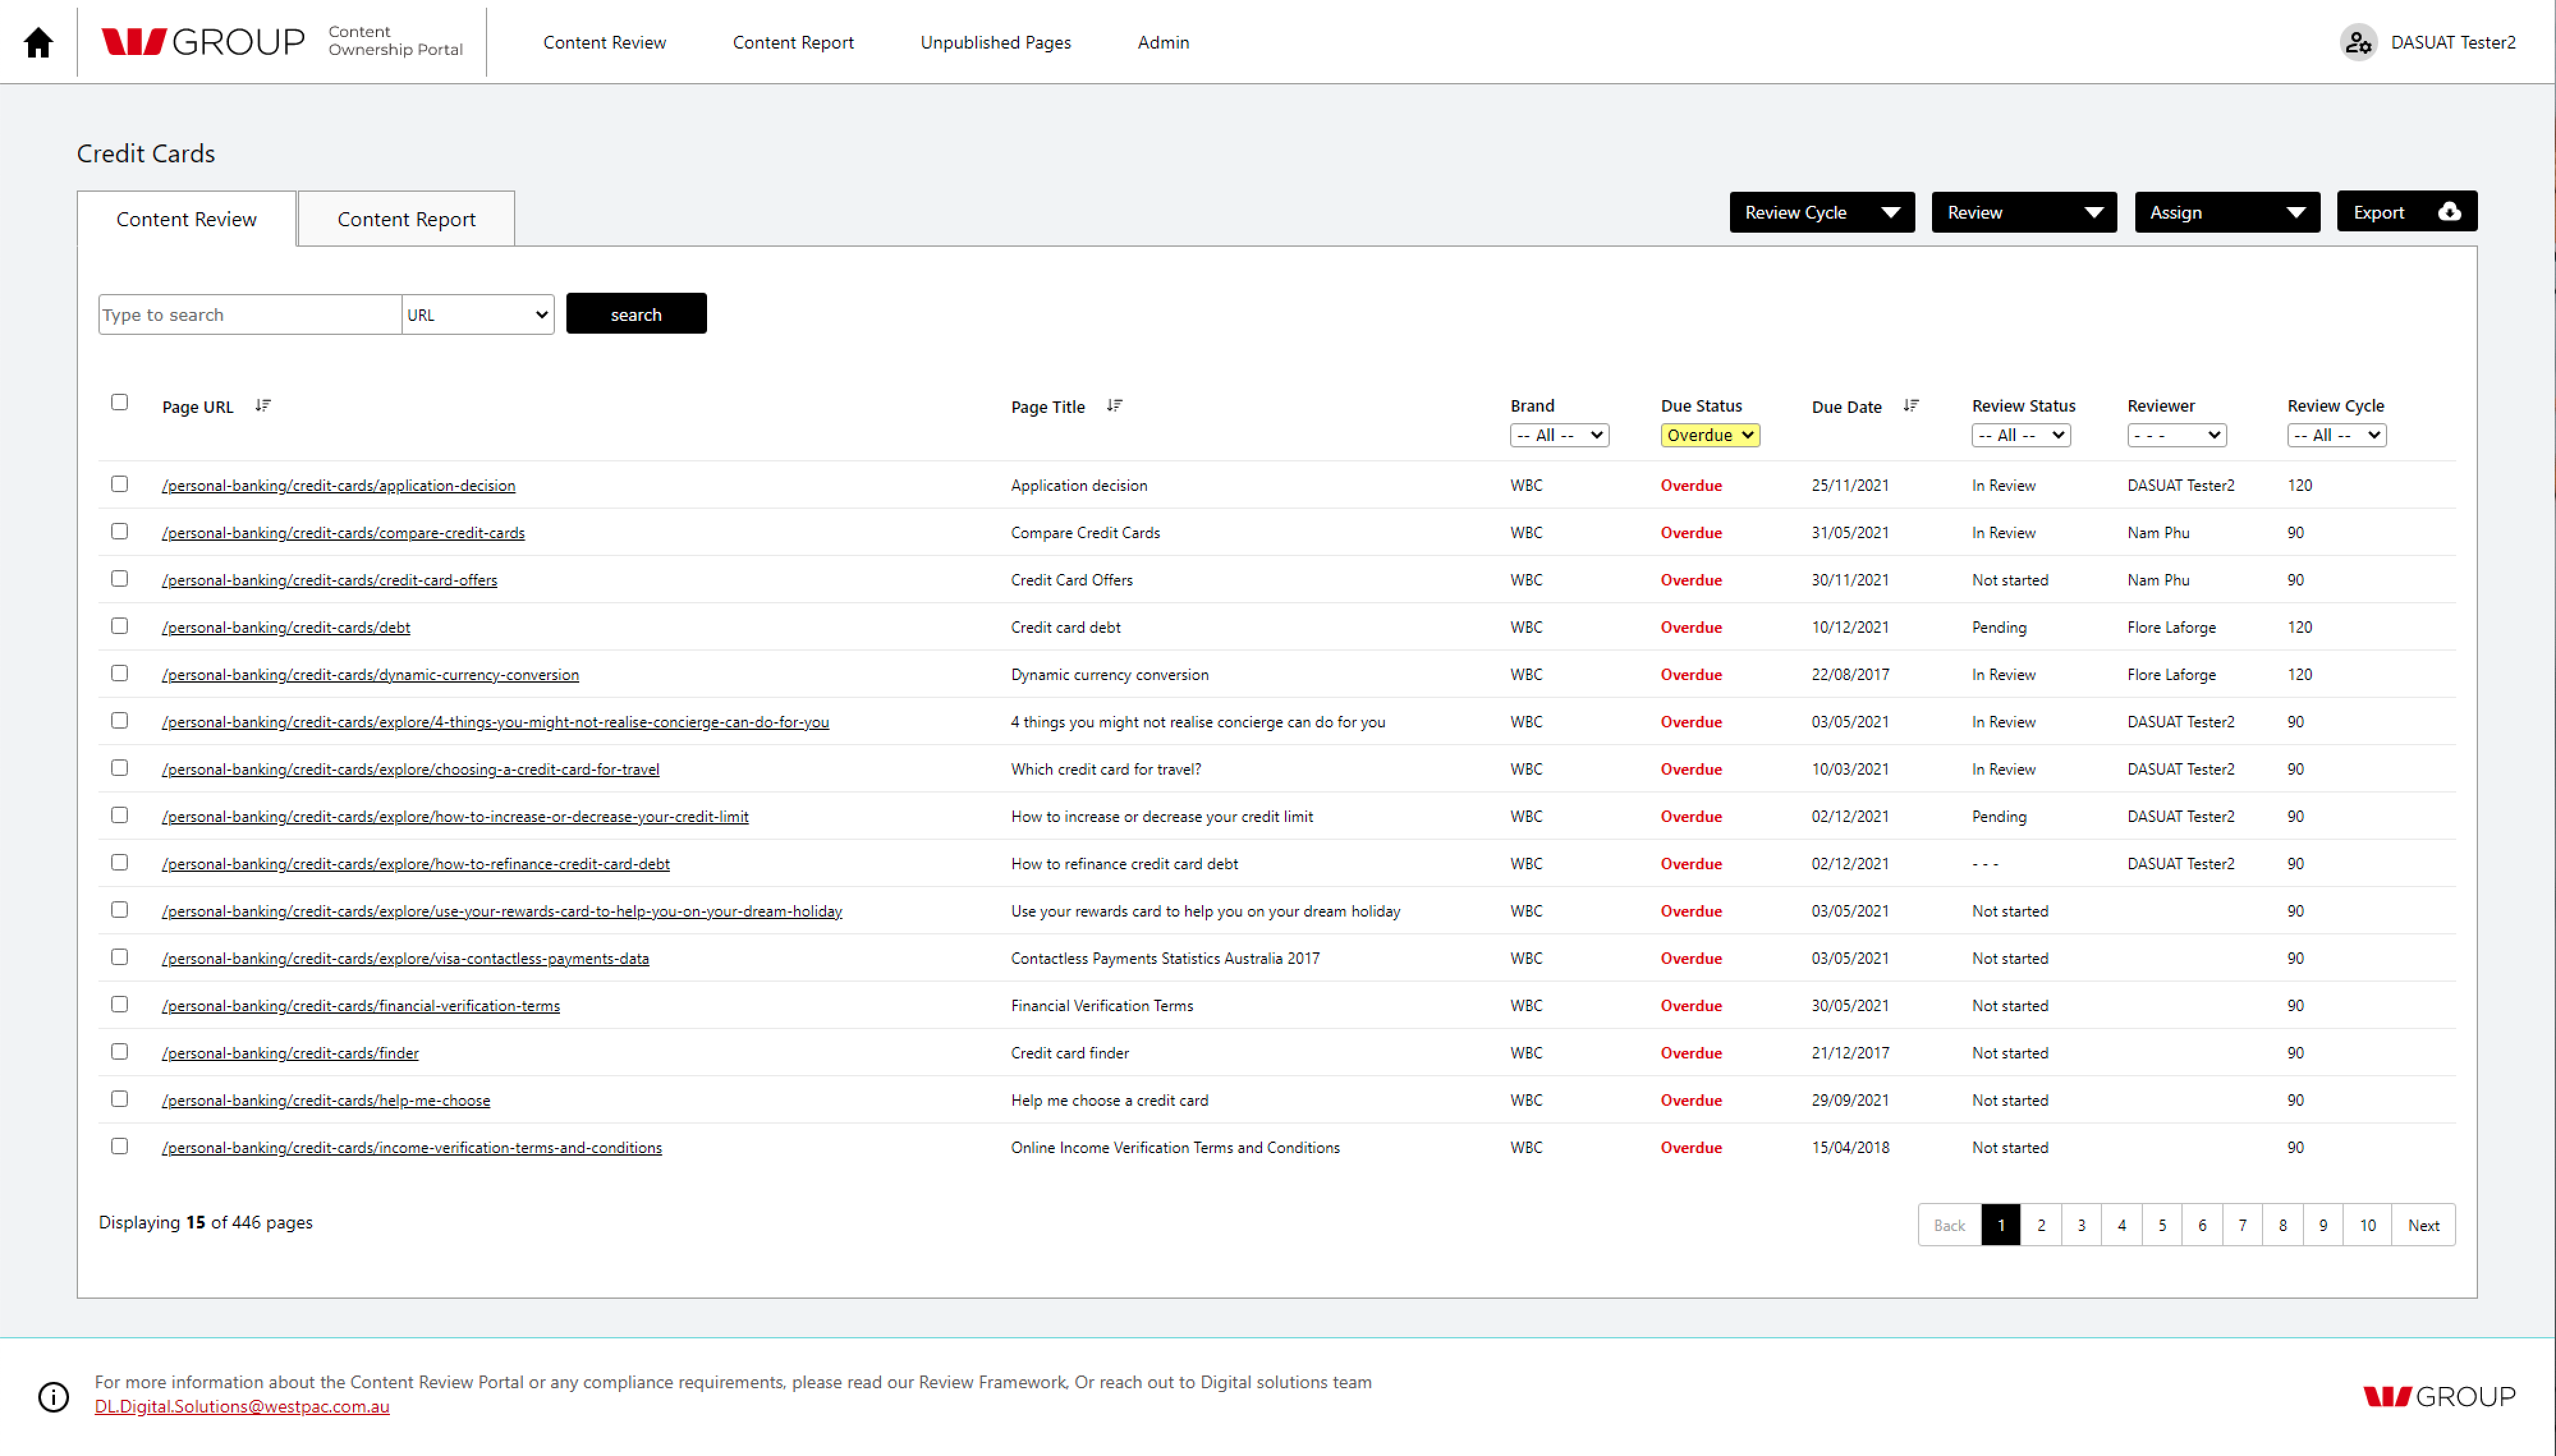 GROUP
Content
Ownership Portal
Content Review Content Report Unpublished Pages Admin
DASUAT Tester2
Credit Cards
Content Review Content Report
Review Cycle Review Assign Export
Type to search URL search
Page URL Page Title Brand Due Status Due Date Review Status Reviewer Review Cycle
-- All -- Overdue -- All -- - - - -- All --
/personal-banking/credit-cards/application-decision Application decision WBC Overdue 25/11/2021 In Review DASUAT Tester2 120
/personal-banking/credit-cards/compare-credit-cards Compare Credit Cards WBC Overdue 31/05/2021 In Review Nam Phu 90
/personal-banking/credit-cards/credit-card-offers Credit Card Offers WBC Overdue 30/11/2021 Not started Nam Phu 90
/personal-banking/credit-cards/debt Credit card debt WBC Overdue 10/12/2021 Pending Flore Laforge 120
/personal-banking/credit-cards/dynamic-currency-conversion Dynamic currency conversion WBC Overdue 22/08/2017 In Review Flore Laforge 120
/personal-banking/credit-cards/explore/4-things-you-might-not-realise-concierge-can-do-for-you 4 things you might not realise concierge can do for you WBC Overdue 03/05/2021 In Review DASUAT Tester2 90
/personal-banking/credit-cards/explore/choosing-a-credit-card-for-travel Which credit card for travel? WBC Overdue 10/03/2021 In Review DASUAT Tester2 90
/personal-banking/credit-cards/explore/how-to-increase-or-decrease-your-credit-limit How to increase or decrease your credit limit WBC Overdue 02/12/2021 Pending DASUAT Tester2 90
/personal-banking/credit-cards/explore/how-to-refinance-credit-card-debt How to refinance credit card debt WBC Overdue 02/12/2021 - - - DASUAT Tester2 90
/personal-banking/credit-cards/explore/use-your-rewards-card-to-help-you-on-your-dream-holiday Use your rewards card to help you on your dream holiday WBC Overdue 03/05/2021 Not started 90
/personal-banking/credit-cards/explore/visa-contactless-payments-data Contactless Payments Statistics Australia 2017 WBC Overdue 03/05/2021 Not started 90
/personal-banking/credit-cards/financial-verification-terms Financial Verification Terms WBC Overdue 30/05/2021 Not started 90
/personal-banking/credit-cards/finder Credit card finder WBC Overdue 21/12/2017 Not started 90
/personal-banking/credit-cards/help-me-choose Help me choose a credit card WBC Overdue 29/09/2021 Not started 90
/personal-banking/credit-cards/income-verification-terms-and-conditions Online Income Verification Terms and Conditions WBC Overdue 15/04/2018 Not started 90
Displaying 15 of 446 pages
Back 1 2 3 4 5 6 7 8 9 10 Next
For more information about the Content Review Portal or any compliance requirements, please read our Review Framework, Or reach out to Digital solutions team
DL.Digital.Solutions@westpac.com.au
GROUP